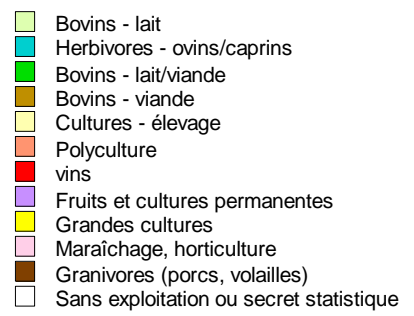 Bovins - lait
Herbivores - ovins/caprins
Bovins - lait/viande
Bovins - viande
Cultures - élevage
Polyculture
vins
Fruits et cultures permanentes
Grandes cultures
Maraîchage, horticulture
Granivores (porcs, volailles)
Sans exploitation ou secret statistique